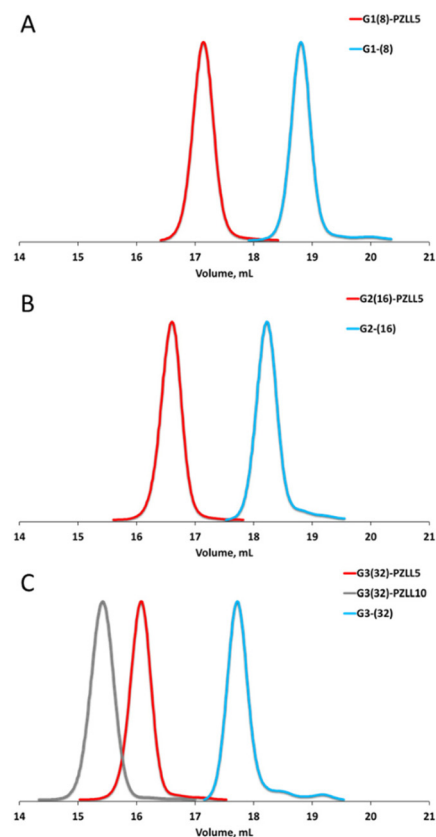 A
G1(8)-PZLL5
G1-(8)
14 15 16 17 18 19 20 21
Volume, mL
B
G2(16)-PZLL5
G2-(16)
14 15 16 17 18 19 20 21
Volume, mL
C
G3(32)-PZLL5
G3(32)-PZLL10
G3-(32)
14 15 16 17 18 19 20 21
Volume, mL